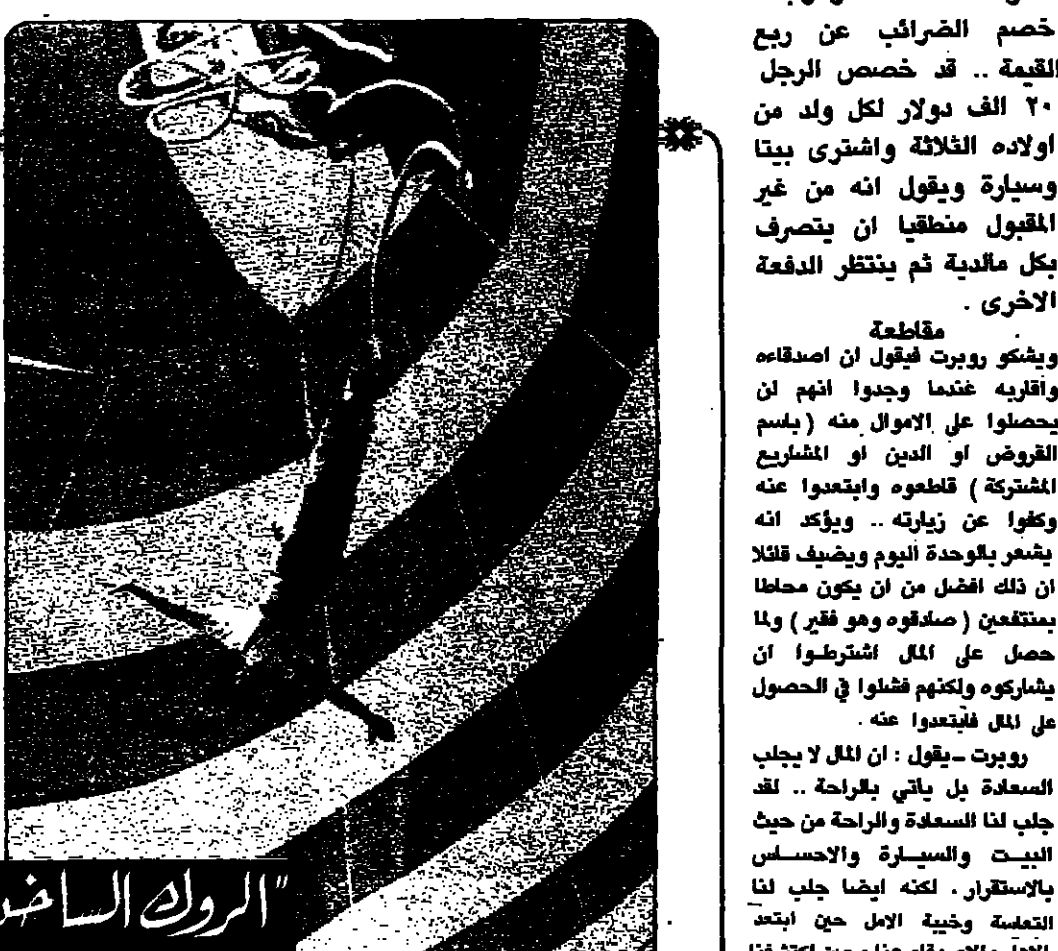 خصم الضرائب عن ربع
القيمة .. قد خصص الرجل
٢٠ الف دولار لكل ولد من
اولاده الثلاثة واشترى بيتا
وسيارة ويقول انه من غير
المقبول منطقيا ان يتصرف
بكل مالديه ثم ينتظر الدفعة
الاخرى .
مقاطعة
ويشكو روبرت فيقول ان اصدقاءه
وأقاربه عندما وجدوا انهم لن
يحصلوا على الاموال منه ( باسم
القروض او الدين او المشاريع
المشتركة ) قاطعوه وابتعدوا عنه
وكفوا عن زيارته .. ويؤكد انه
يشعر بالوحدة اليوم ويضيف قائلا
ان ذلك افضل من ان يكون محاطا
بمنتفعين ( صادقوه وهو فقير ) ولما
حصل على المال اشترطوا ان
يشاركوه ولكنهم فشلوا في الحصول
على المال فأبتعدوا عنه .
روبرت - يقول : ان المال لا يجلب
السعادة بل يأتي بالراحة .. لقد
جلب لنا السعادة والراحة من حيث
البيت والسيارة والاحساس
بالاستقرار . لكنه ايضا جلب لنا
التعاسة وخيبة الامل حين ابتعد
"الروك الساخر